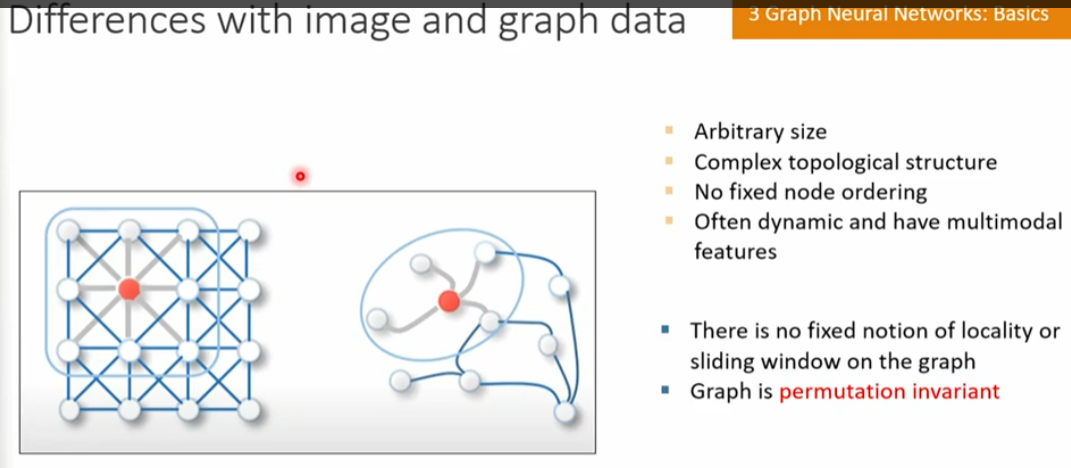 Differences with image and graph data
3 Graph Neural Networks: Basics
Arbitrary size
Complex topological structure
No fixed node ordering
Often dynamic and have multimodal
features
There is no fixed notion of locality or
sliding window on the graph
Graph is permutation invariant